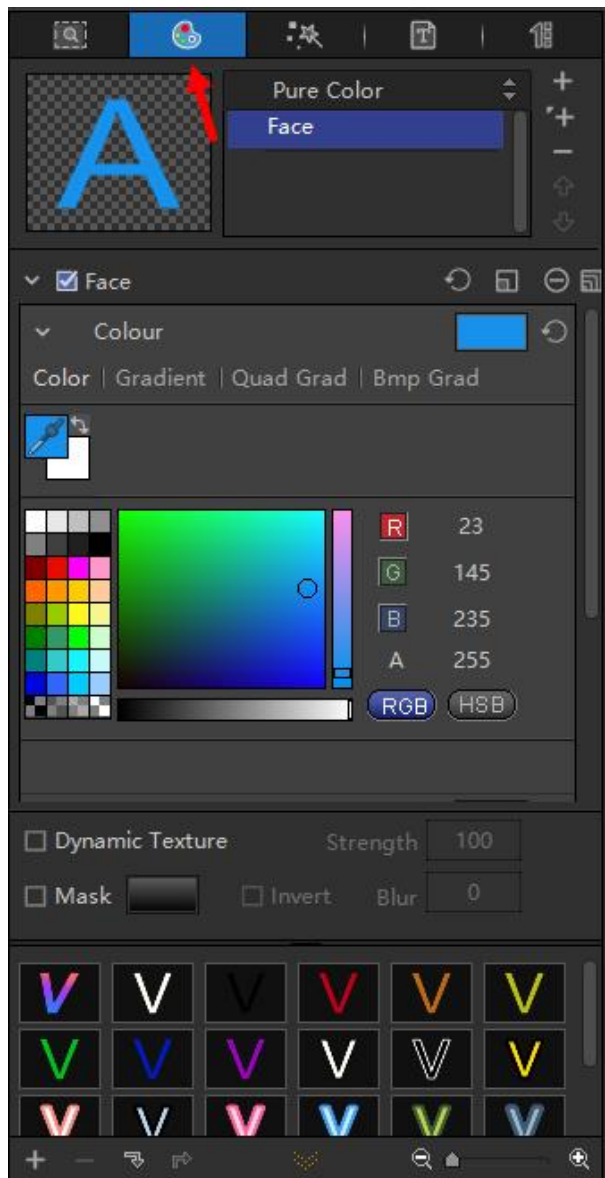 T
A
Pure Color
Face
Face
Colour
Color | Gradient | Quad Grad | Bmp Grad
R 23
G 145
B 235
A 255
RGB HSB
Dynamic Texture Strength 100
Mask Invert Blur 0
V V V V V V
V V V V V V
V V V V V V